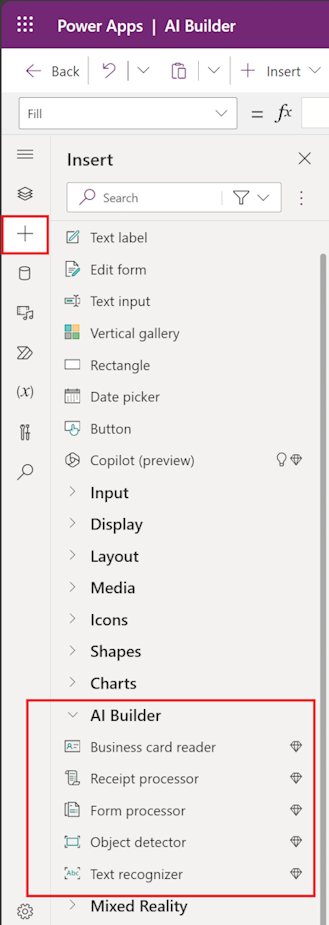 Power Apps | AI Builder
Back
Insert
Fill
= fx
Insert
Search
Text label
Edit form
Text input
Vertical gallery
Rectangle
Date picker
Button
Copilot (preview)
Input
Display
Layout
Media
(x)
Icons
Shapes
Charts
AI Builder
Business card reader
Receipt processor
Form processor
Object detector
Abc Text recognizer
Mixed Reality